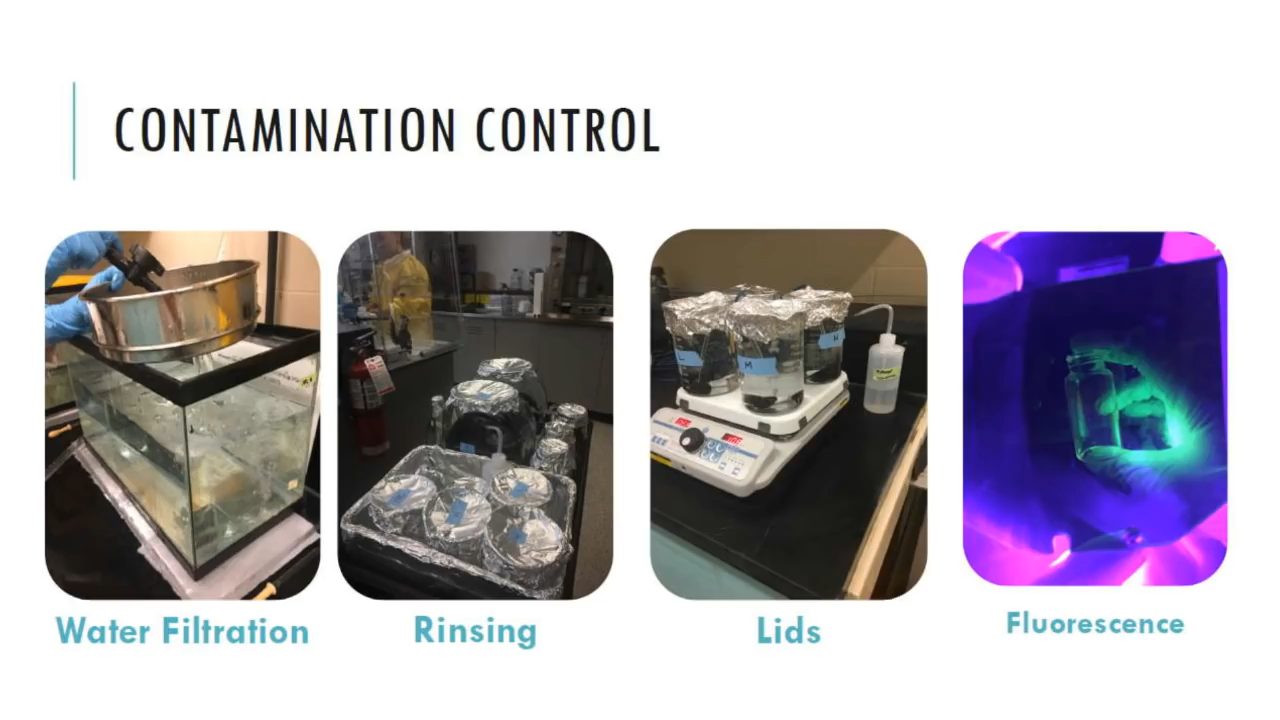 CONTAMINATION CONTROL
L
M
H
Water Filtration
Rinsing
Lids
Fluorescence